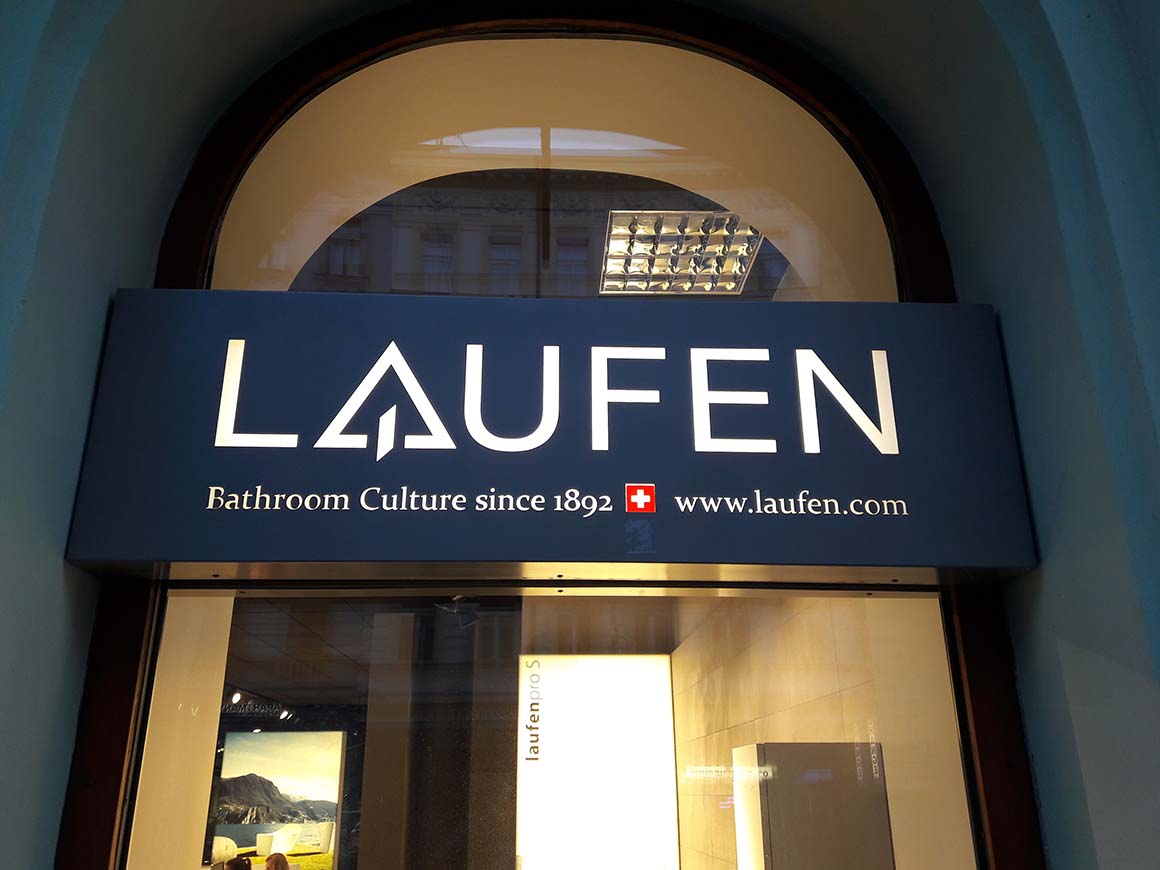 LAUFEN
Bathroom Culture since 1892 www.laufen.com
laufenpro S